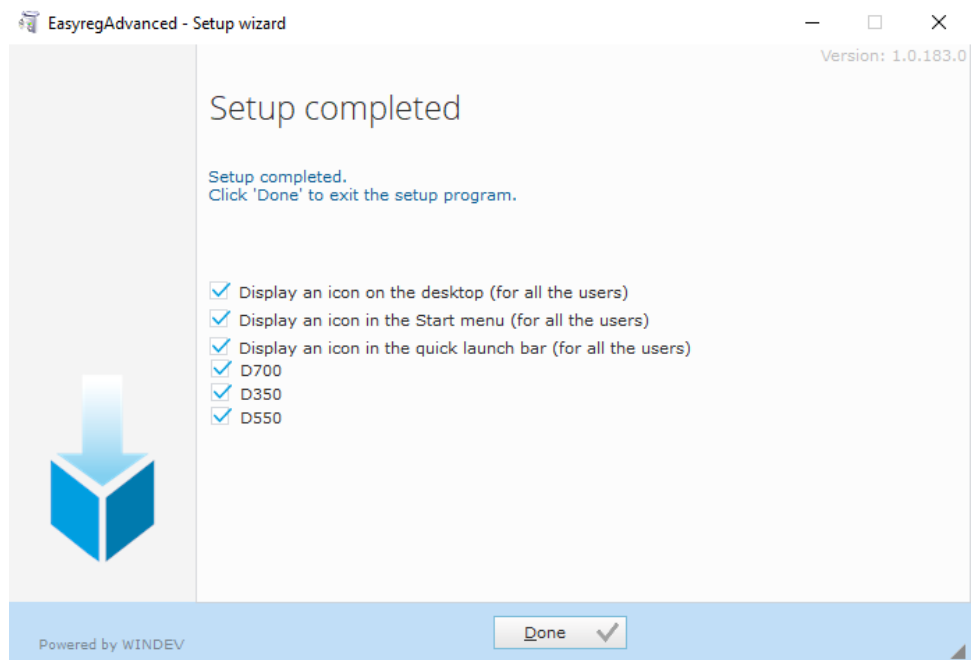 EasyregAdvanced - Setup wizard
Version: 1.0.183.0
Setup completed
Setup completed.
Click 'Done' to exit the setup program.
Display an icon on the desktop (for all the users)
Display an icon in the Start menu (for all the users)
Display an icon in the quick launch bar (for all the users)
D700
D350
D550
Done
Powered by WINDEV